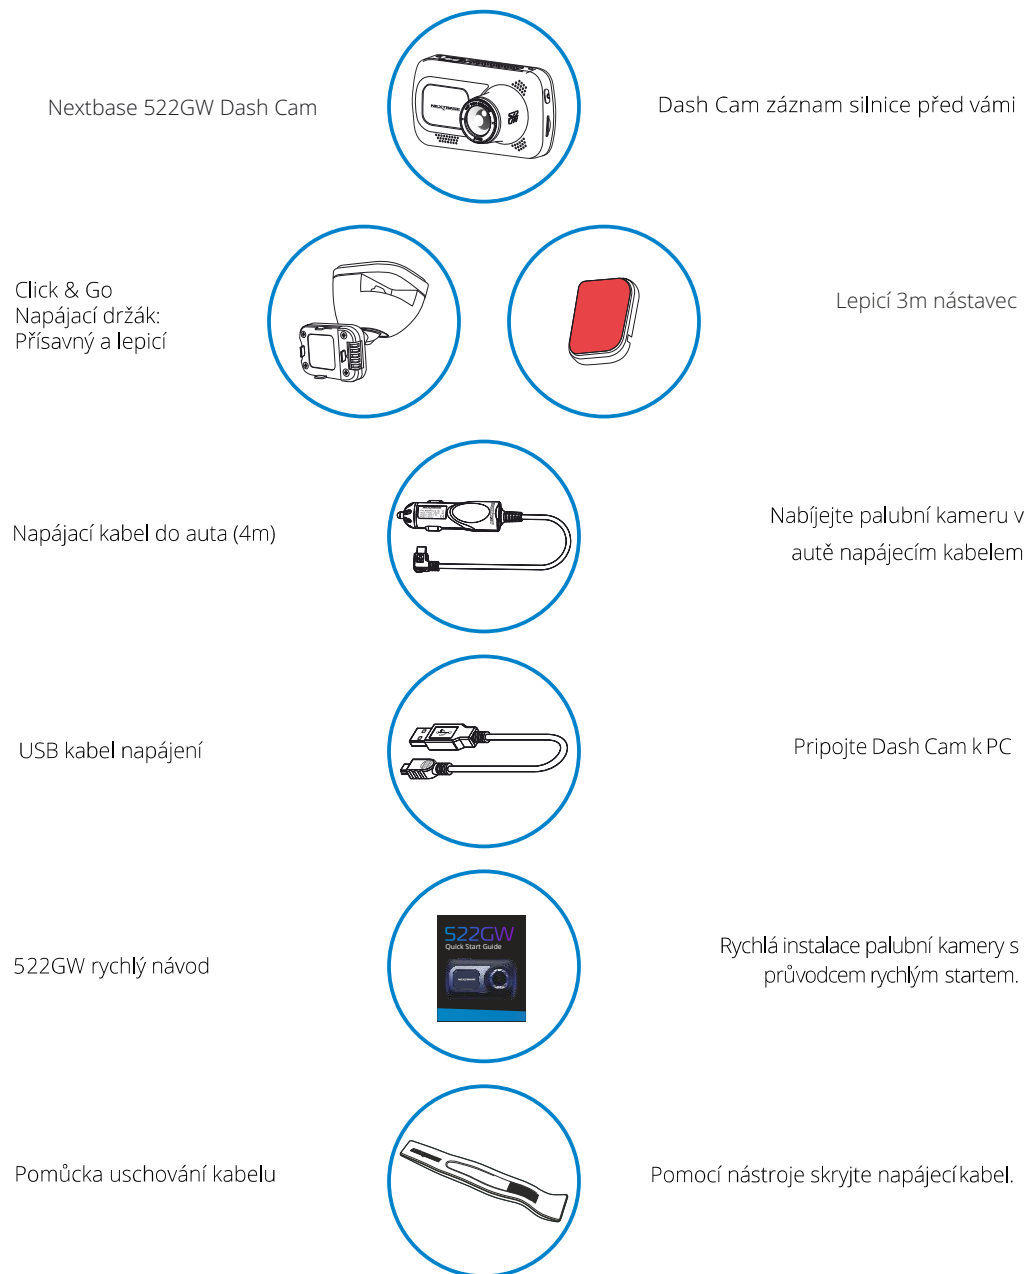 Nextbase 522GW Dash Cam
NEXTBASE
Dash Cam záznam silnice před vámi
Click & Go
Napájací držák:
Přísavný a lepicí
Lepicí 3m nástavec
Napájací kabel do auta (4m)
Nabíjejte palubní kameru v
autě napájecím kabelem
USB kabel napájení
Pripojte Dash Cam k PC
522GW rychlý návod
522GW
Quick Start Guide
NEXTBASE
Rychlá instalace palubní kamery s
průvodcem rychlým startem.
Pomůcka uschování kabelu
Pomocí nástroje skryjte napájecí kabel.